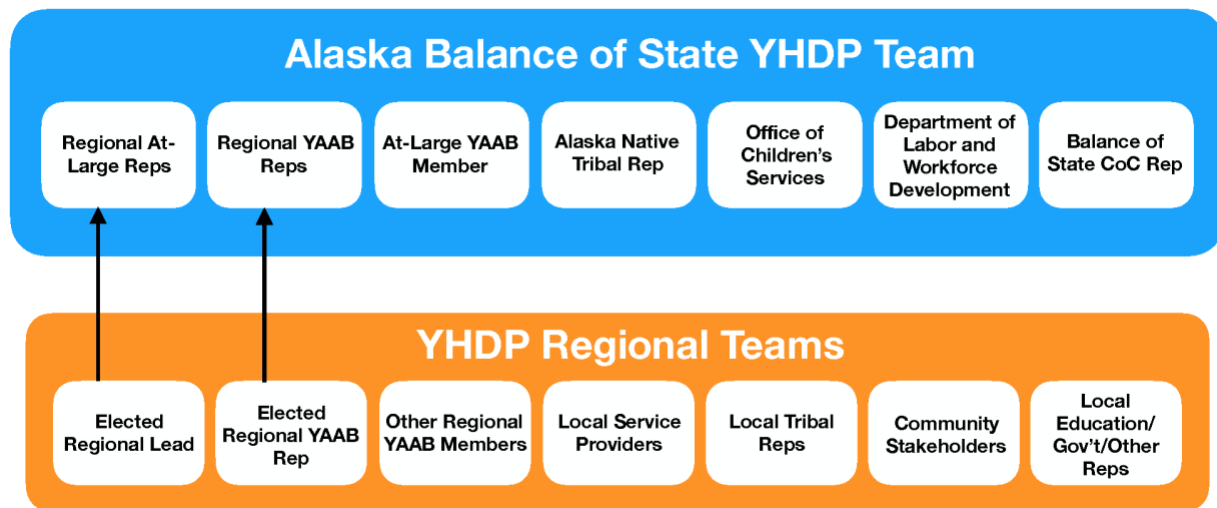 Alaska Balance of State YHDP Team
Regional At-
Large Reps
Regional YAAB
Reps
At-Large YAAB
Member
Alaska Native
Tribal Rep
Office of
Children's
Services
Department of
Labor and
Workforce
Development
Balance of
State CoC Rep
YHDP Regional Teams
Elected
Regional Lead
Elected
Regional YAAB
Rep
Other Regional
YAAB Members
Local Service
Providers
Local Tribal
Reps
Community
Stakeholders
Local
Education/
Gov't/Other
Reps